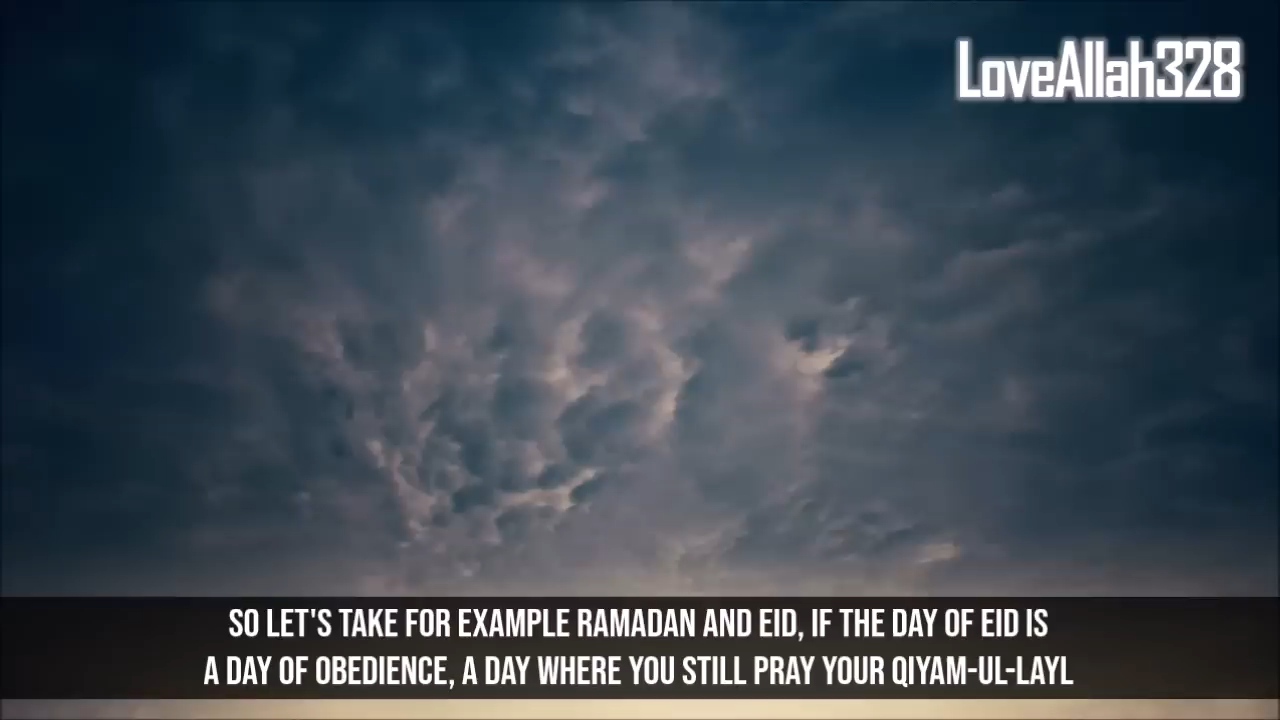 LoveAllah328
SO LET'S TAKE FOR EXAMPLE RAMADAN AND EID, IF THE DAY OF EID IS
A DAY OF OBEDIENCE, A DAY WHERE YOU STILL PRAY YOUR QIYAM-UL-LAYL